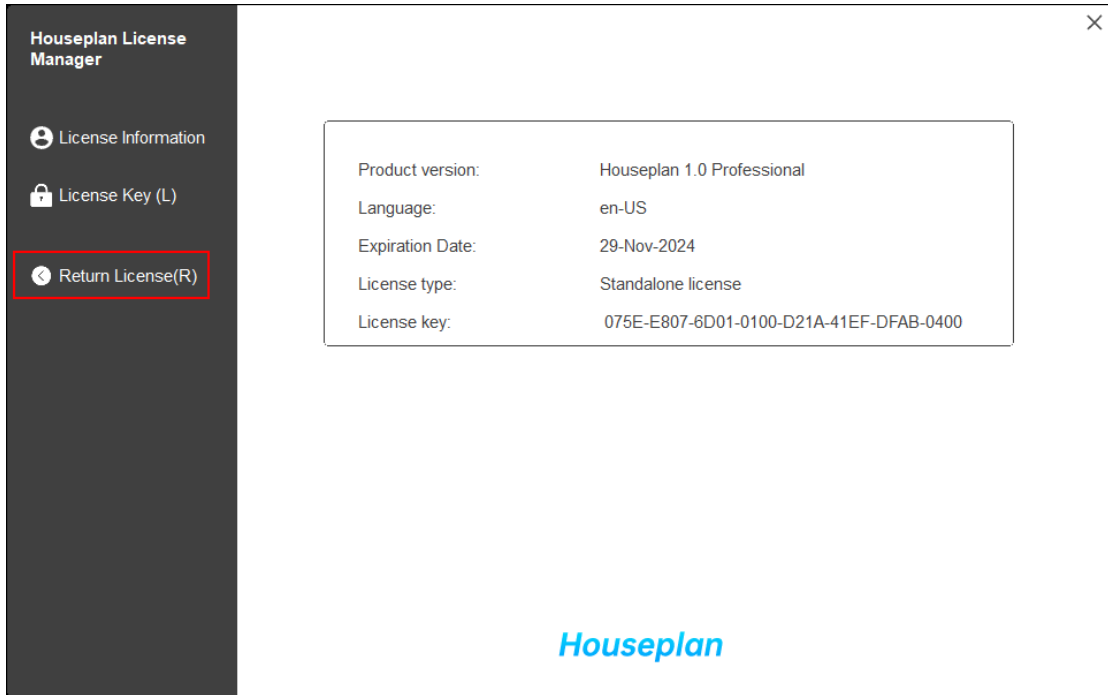 Houseplan License
Manager
License Information
License Key (L)
Return License(R)
Product version: Houseplan 1.0 Professional
Language: en-US
Expiration Date: 29-Nov-2024
License type: Standalone license
License key: 075E-E807-6D01-0100-D21A-41EF-DFAB-0400
Houseplan